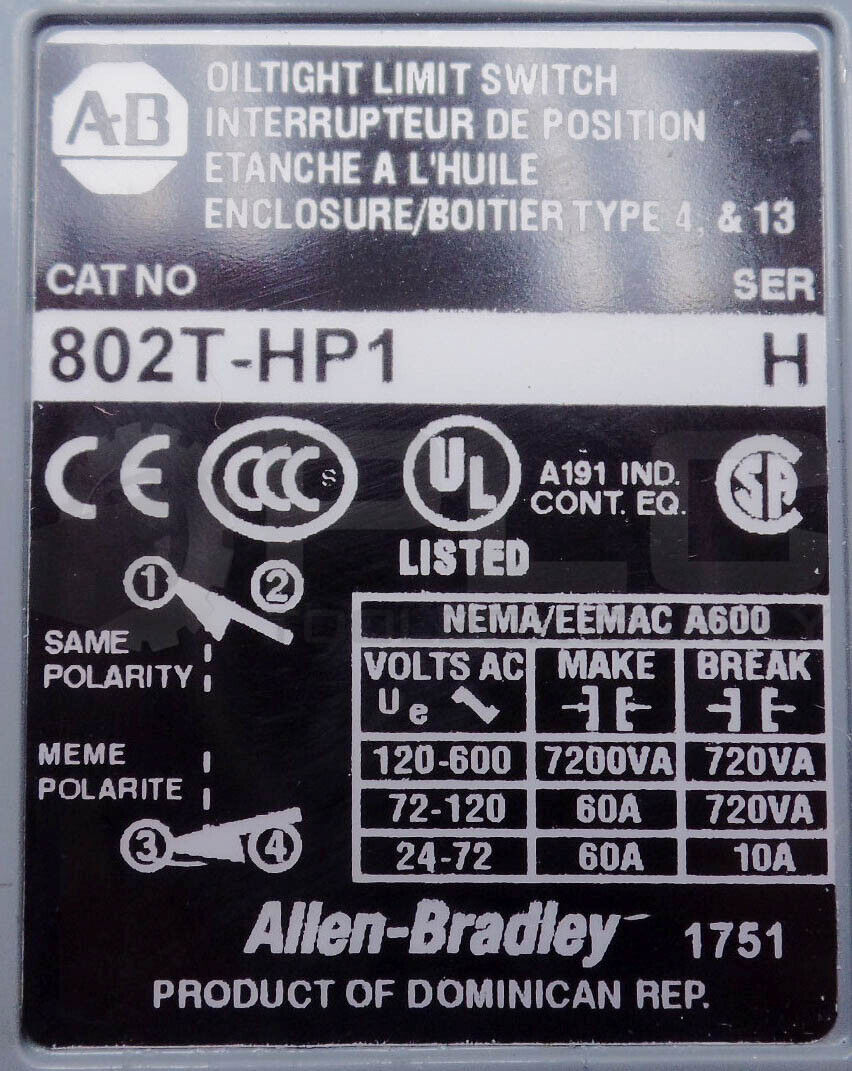 A-B
OILTIGHT LIMIT SWITCH
INTERRUPTEUR DE POSITION
ETANCHE A L'HUILE
ENCLOSURE/BOITIER TYPE 4, & 13
CAT NO SER
802T-HP1 H
CE CCC S UL LISTED A191 IND. CONT. EQ. SA
1 2
SAME
POLARITY
MEME
POLARITE
3 4
NEMA/EEMAC A600
VOLTS AC MAKE BREAK
Ue
120-600 7200VA 720VA
72-120 60A 720VA
24-72 60A 10A
Allen-Bradley 1751
PRODUCT OF DOMINICAN REP.